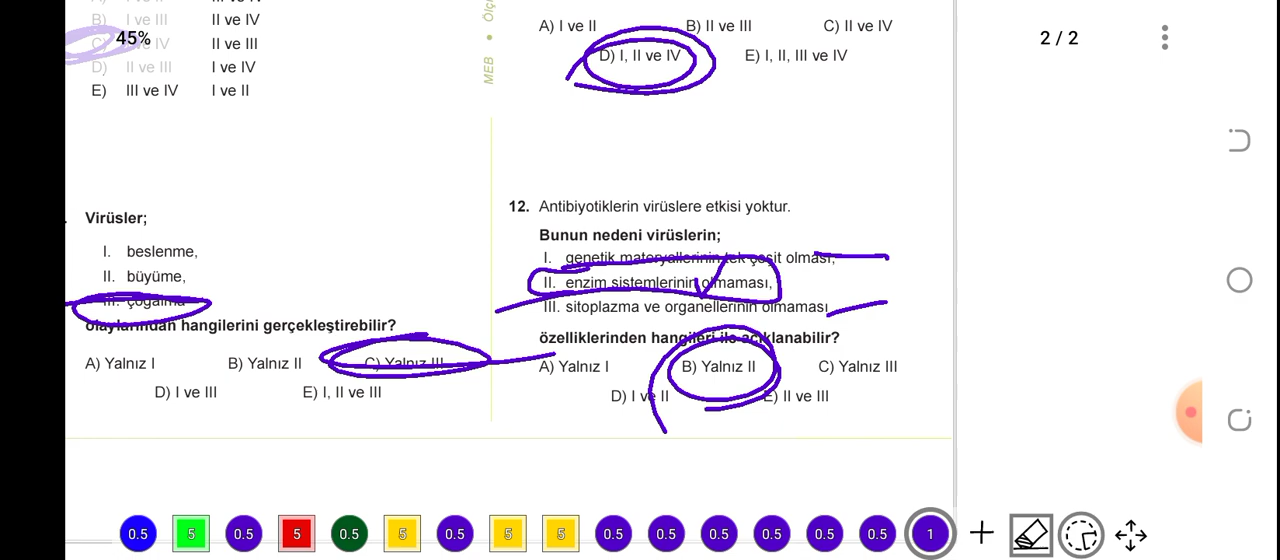 B) I ve III II ve IV
45%
C) ve IV II ve III
D) II ve III I ve IV
E) III ve IV I ve II
MEB • Ölç
A) I ve II B) II ve III C) II ve IV
D) I, II ve IV E) I, II, III ve IV
2 / 2
Virüsler;
I. beslenme,
II. büyüme,
III. çoğalma
olaylarından hangilerini gerçekleştirebilir?
A) Yalnız I B) Yalnız II C) Yalnız III
D) I ve III E) I, II ve III
12. Antibiyotiklerin virüslere etkisi yoktur.
Bunun nedeni virüslerin;
I. genetik materyallerinin tek çeşit olması,
II. enzim sistemlerinin olmaması,
III. sitoplazma ve organellerinin olmaması
özelliklerinden hangileri ile açıklanabilir?
A) Yalnız I B) Yalnız II C) Yalnız III
D) I ve II E) II ve III
0.5 5 0.5 5 0.5 5 0.5 5 5 0.5 0.5 0.5 0.5 0.5 0.5 1